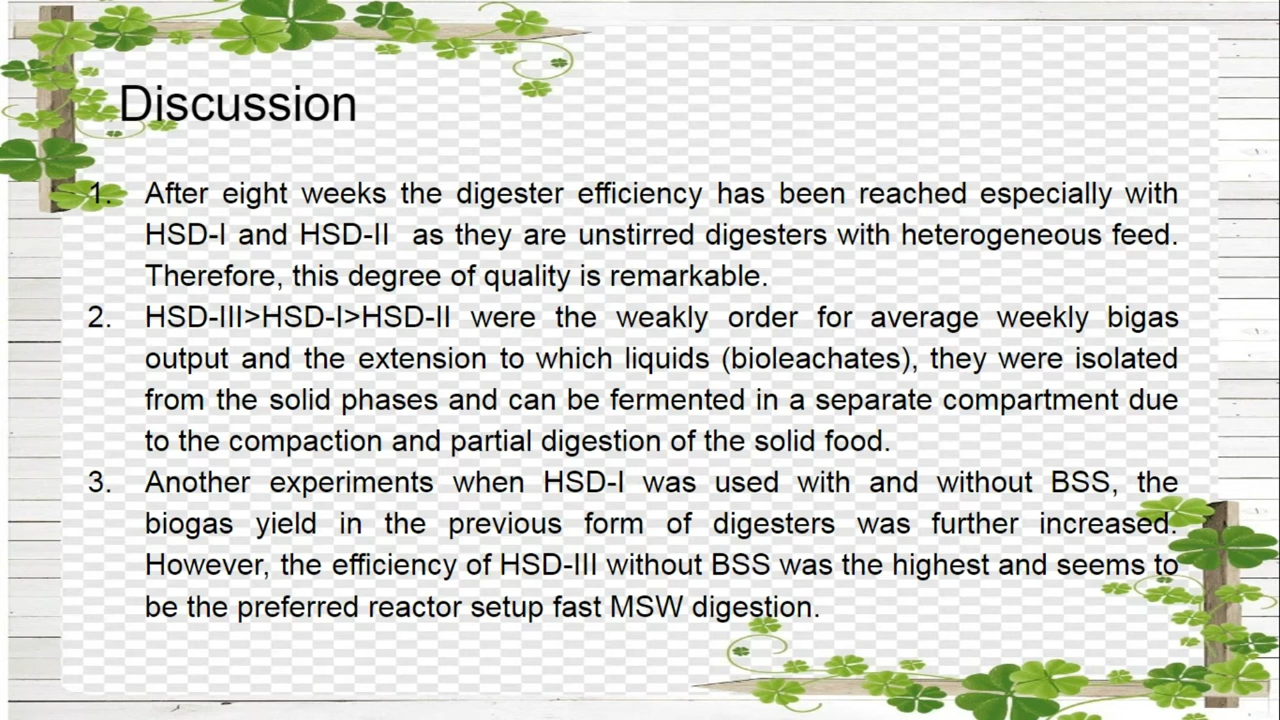 Discussion
1. After eight weeks the digester efficiency has been reached especially with
HSD-I and HSD-II as they are unstirred digesters with heterogeneous feed.
Therefore, this degree of quality is remarkable.
2. HSD-III>HSD-I>HSD-II were the weakly order for average weekly bigas
output and the extension to which liquids (bioleachates), they were isolated
from the solid phases and can be fermented in a separate compartment due
to the compaction and partial digestion of the solid food.
3. Another experiments when HSD-I was used with and without BSS, the
biogas yield in the previous form of digesters was further increased.
However, the efficiency of HSD-III without BSS was the highest and seems to
be the preferred reactor setup fast MSW digestion.